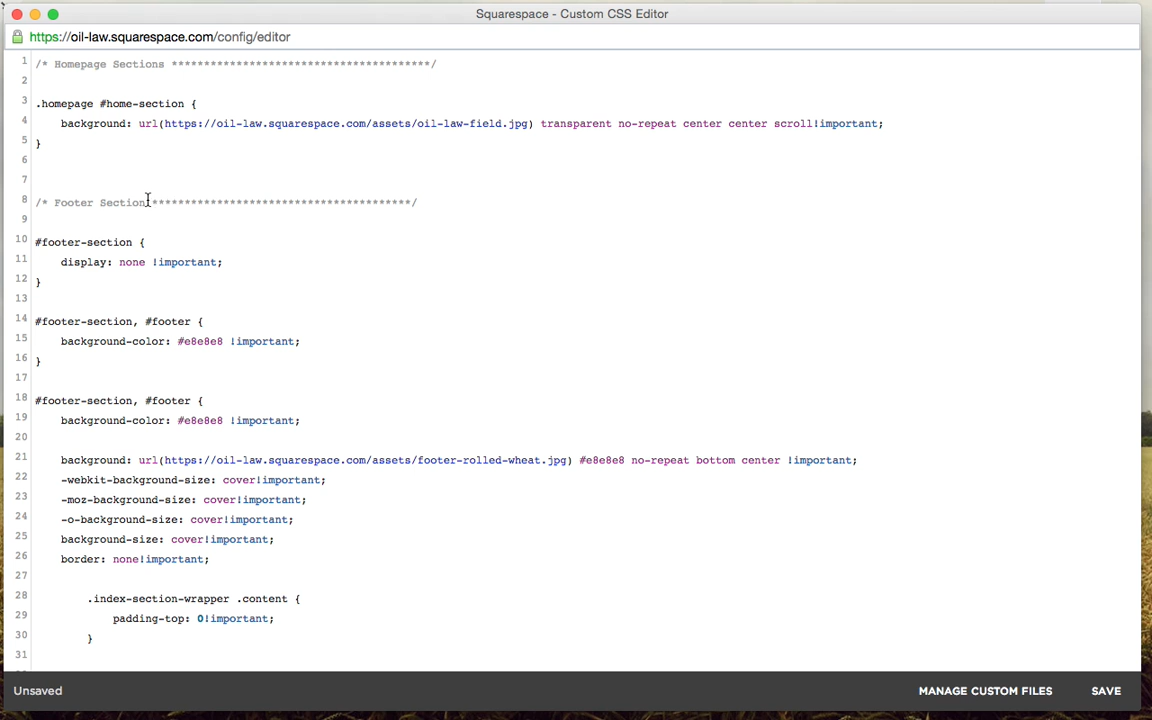 Squarespace - Custom CSS Editor
https://oil-law.squarespace.com/config/editor
1 /* Homepage Sections ****************************************/
2
3 .homepage #home-section {
4 background: url(https://oil-law.squarespace.com/assets/oil-law-field.jpg) transparent no-repeat center center scroll!important;
5 }
6
7
8 /* Footer Section ****************************************/
9
10 #footer-section {
11 display: none !important;
12 }
13
14 #footer-section, #footer {
15 background-color: #e8e8e8 !important;
16 }
17
18 #footer-section, #footer {
19 background-color: #e8e8e8 !important;
20
21 background: url(https://oil-law.squarespace.com/assets/footer-rolled-wheat.jpg) #e8e8e8 no-repeat bottom center !important;
22 -webkit-background-size: cover!important;
23 -moz-background-size: cover!important;
24 -o-background-size: cover!important;
25 background-size: cover!important;
26 border: none!important;
27
28 .index-section-wrapper .content {
29 padding-top: 0!important;
30 }
31
Unsaved MANAGE CUSTOM FILES SAVE